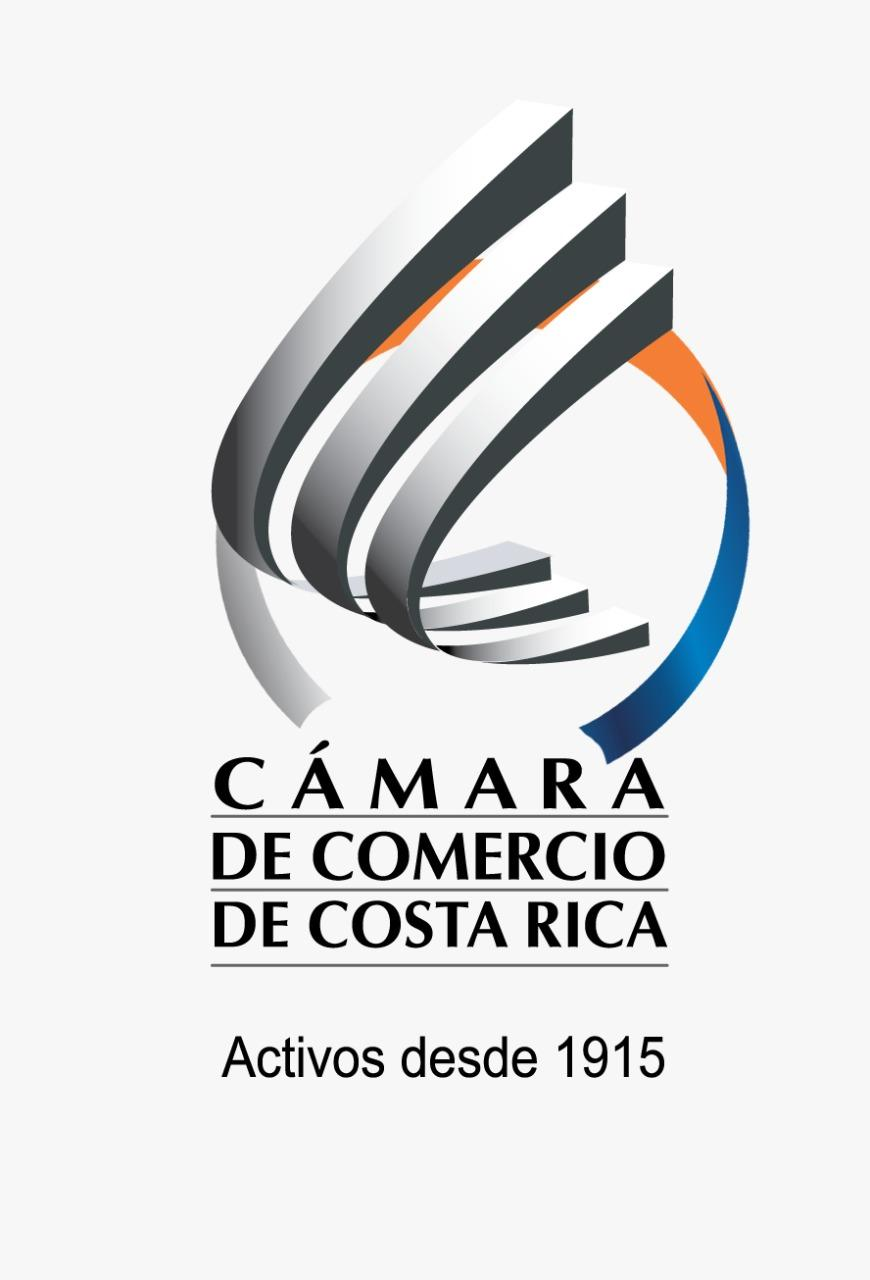 CÁMARA
DE COMERCIO
DE COSTA RICA
Activos desde 1915